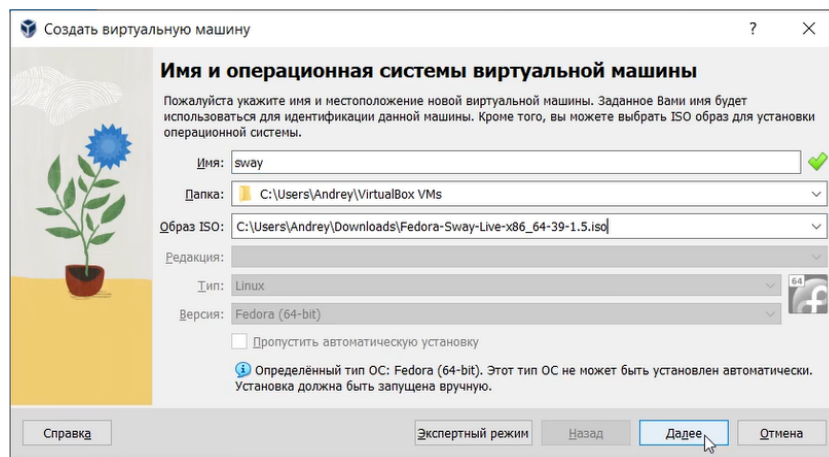 Создать виртуальную машину
?
Имя и операционная системы виртуальной машины
Пожалуйста укажите имя и местоположение новой виртуальной машины. Заданное Вами имя будет
использоваться для идентификации данной машины. Кроме того, вы можете выбрать ISO образ для установки
операционной системы.
Имя: sway
Папка: C:\Users\Andrey\VirtualBox VMs
Образ ISO: C:\Users\Andrey\Downloads\Fedora-Sway-Live-x86_64-39-1.5.iso
Редакция:
Тип: Linux
64
Версия: Fedora (64-bit)
Пропустить автоматическую установку
Определённый тип ОС: Fedora (64-bit). Этот тип ОС не может быть установлен автоматически.
Установка должна быть запущена вручную.
Справка Экспертный режим Назад Далее Отмена